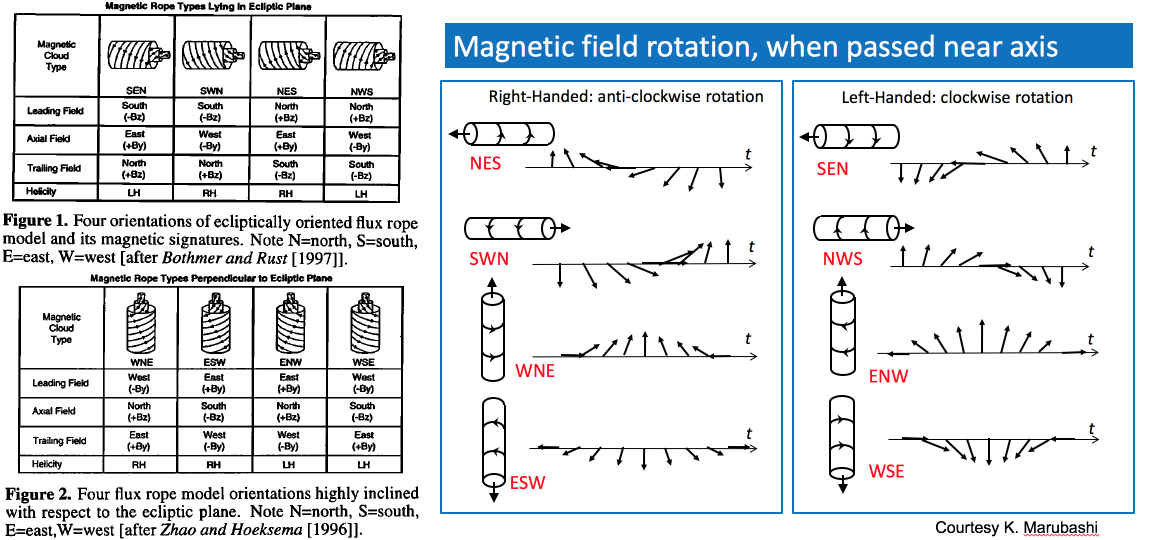 Magnetic Rope Types Lying in Ecliptic Plane
Magnetic
Cloud
Type
SEN SWN NES NWS
Leading Field South (-Bz) South (-Bz) North (+Bz) North (+Bz)
Axial Field East (+By) West (-By) East (+By) West (-By)
Trailing Field North (+Bz) North (+Bz) South (-Bz) South (-Bz)
Helicity LH RH RH LH
Figure 1. Four orientations of ecliptically oriented flux rope
model and its magnetic signatures. Note N=north, S=south,
E=east, W=west [after Bothmer and Rust [1997]].
Magnetic Rope Types Perpendicular to Ecliptic Plane
Magnetic
Cloud
Type
WNE ESW ENW WSE
Leading Field West (-By) East (+By) East (+By) West (-By)
Axial Field North (+Bz) South (-Bz) North (+Bz) South (-Bz)
Trailing Field East (+By) West (-By) West (-By) East (+By)
Helicity RH RH LH LH
Figure 2. Four flux rope model orientations highly inclined
with respect to the ecliptic plane. Note N=north, S=south,
E=east,W=west [after Zhao and Hoeksema [1996]].
Magnetic field rotation, when passed near axis
Right-Handed: anti-clockwise rotation
NES
t
SWN
t
WNE
t
ESW
t
Left-Handed: clockwise rotation
SEN
t
NWS
t
ENW
t
WSE
t
Courtesy K. Marubashi